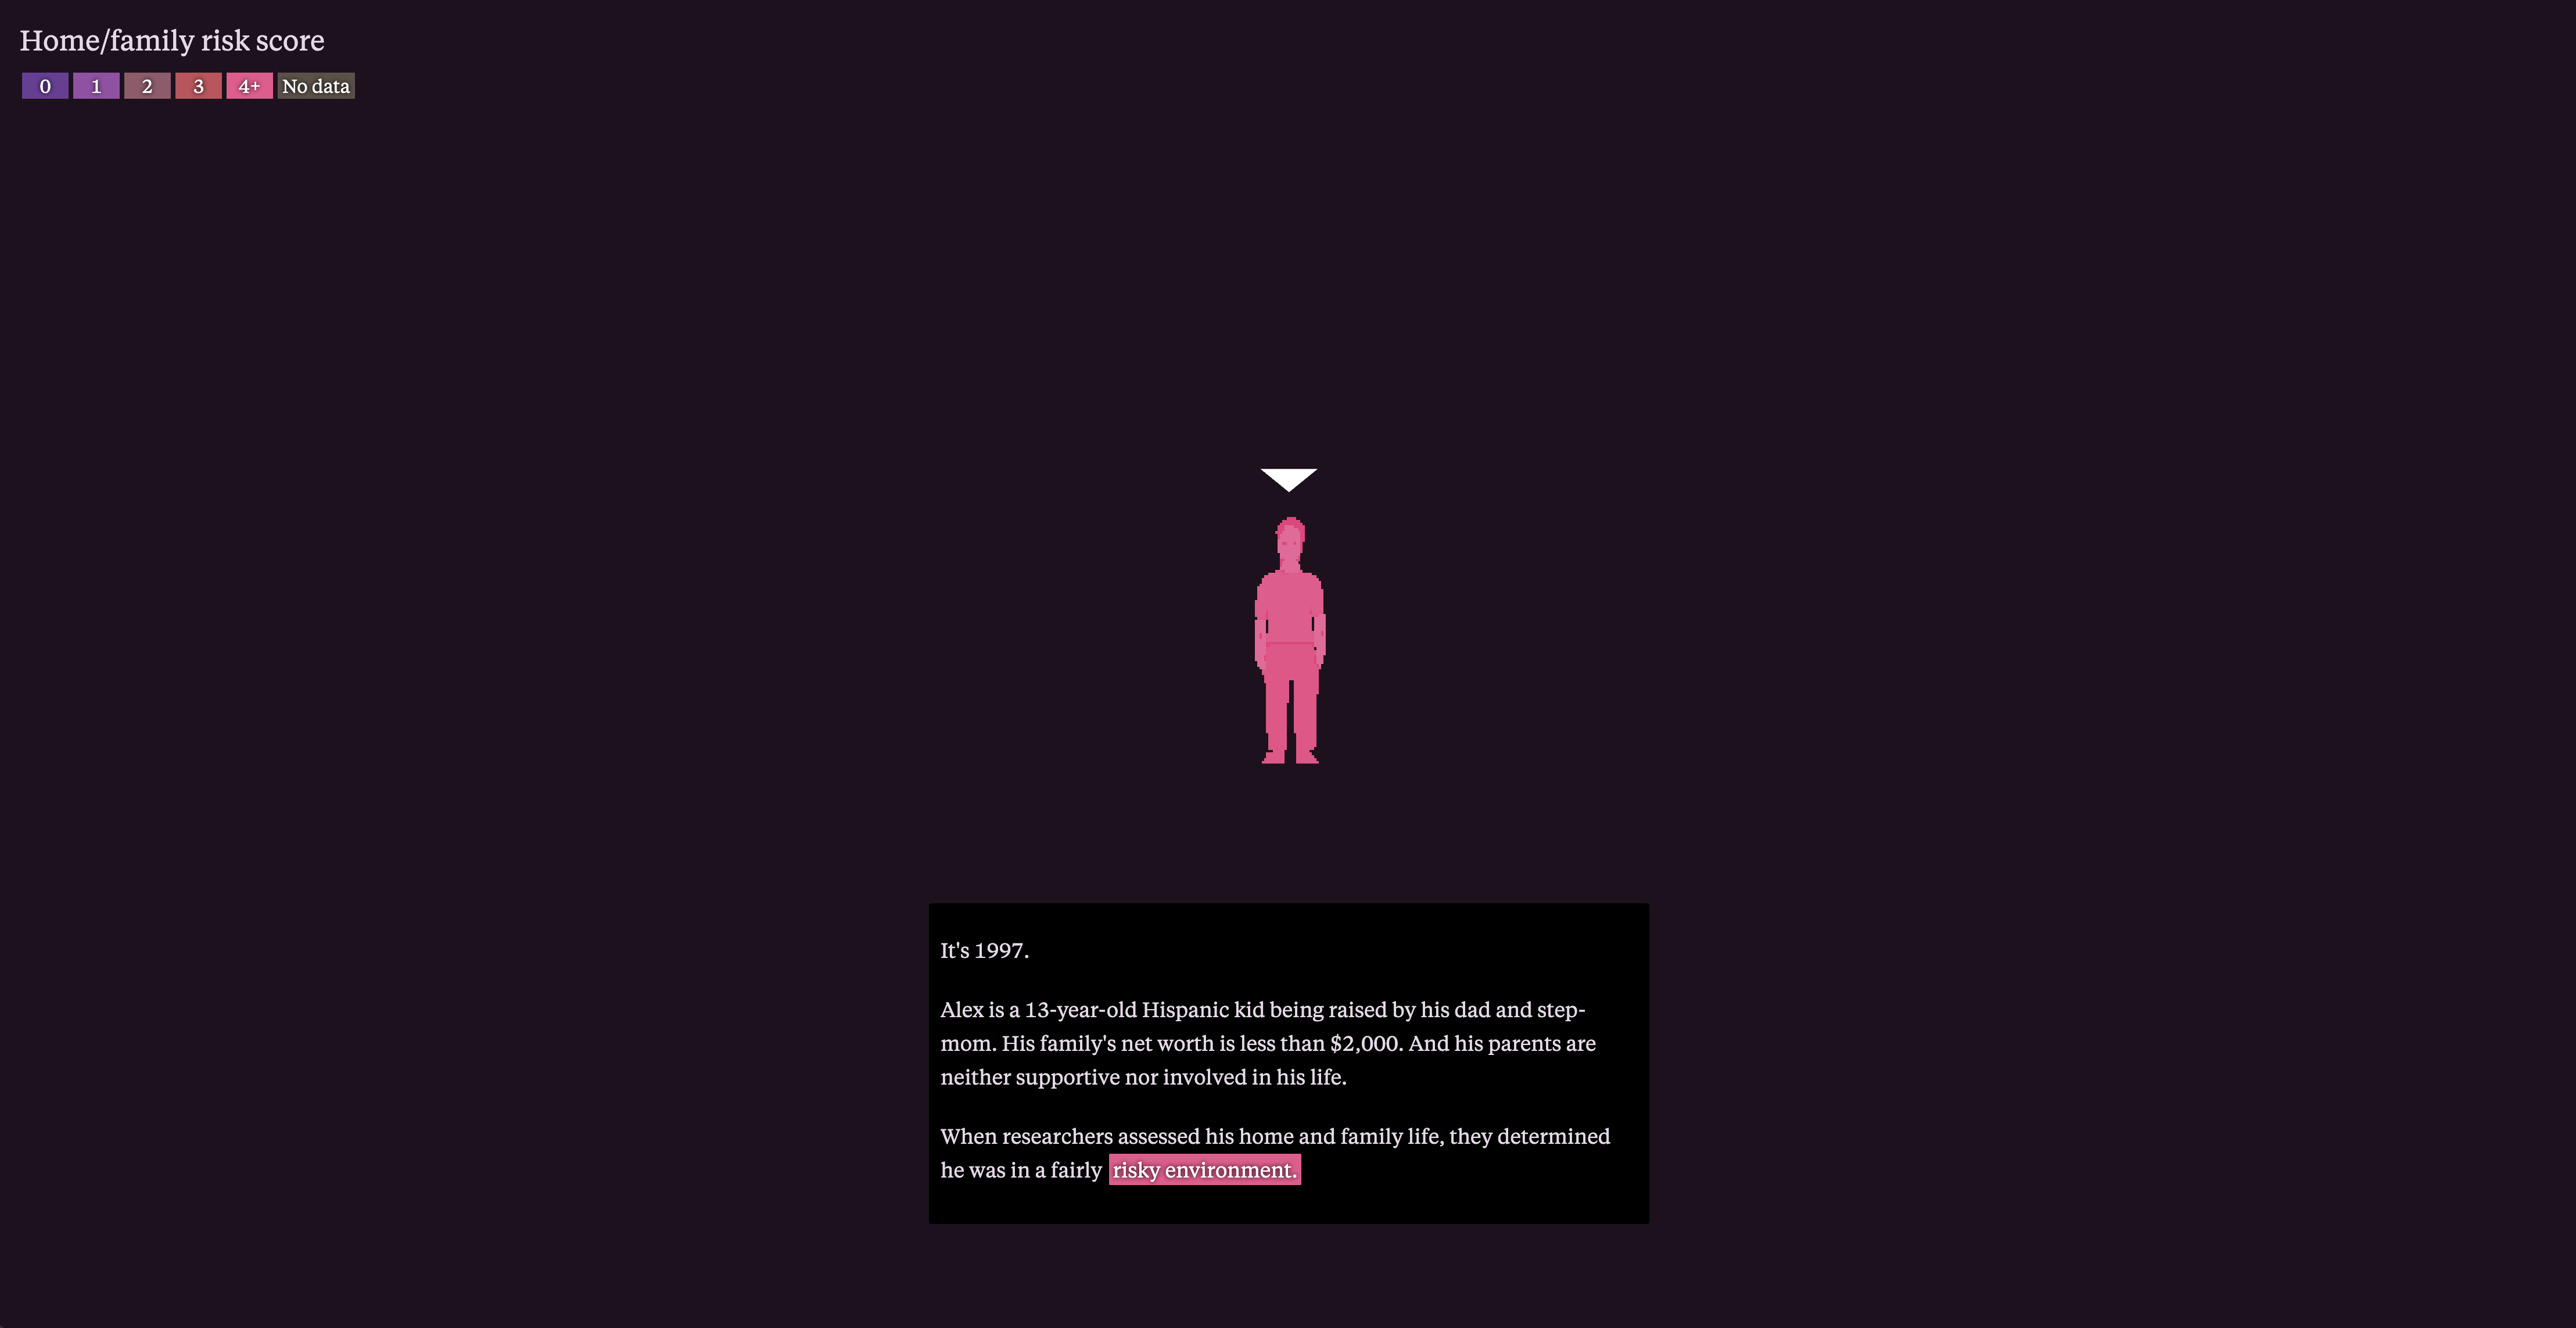 Home/family risk score
0 1 2 3 4+ No data
It's 1997.
Alex is a 13-year-old Hispanic kid being raised by his dad and step-
mom. His family's net worth is less than $2,000. And his parents are
neither supportive nor involved in his life.
When researchers assessed his home and family life, they determined
he was in a fairly risky environment.